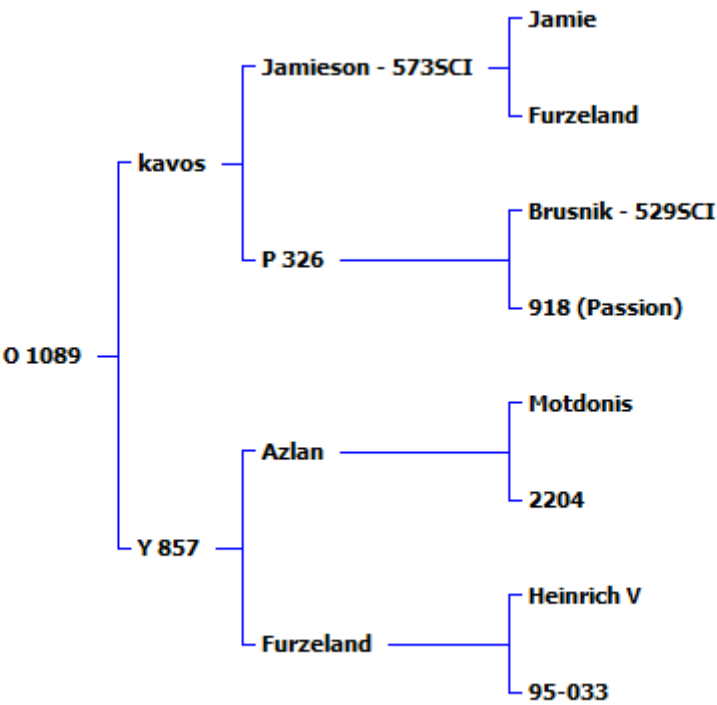 Jamie
Jamieson - 573SCI
Furzeland
kavos
Brusnik - 529SCI
P 326
918 (Passion)
O 1089
Motdonis
Azlan
2204
Y 857
Heinrich V
Furzeland
95-033